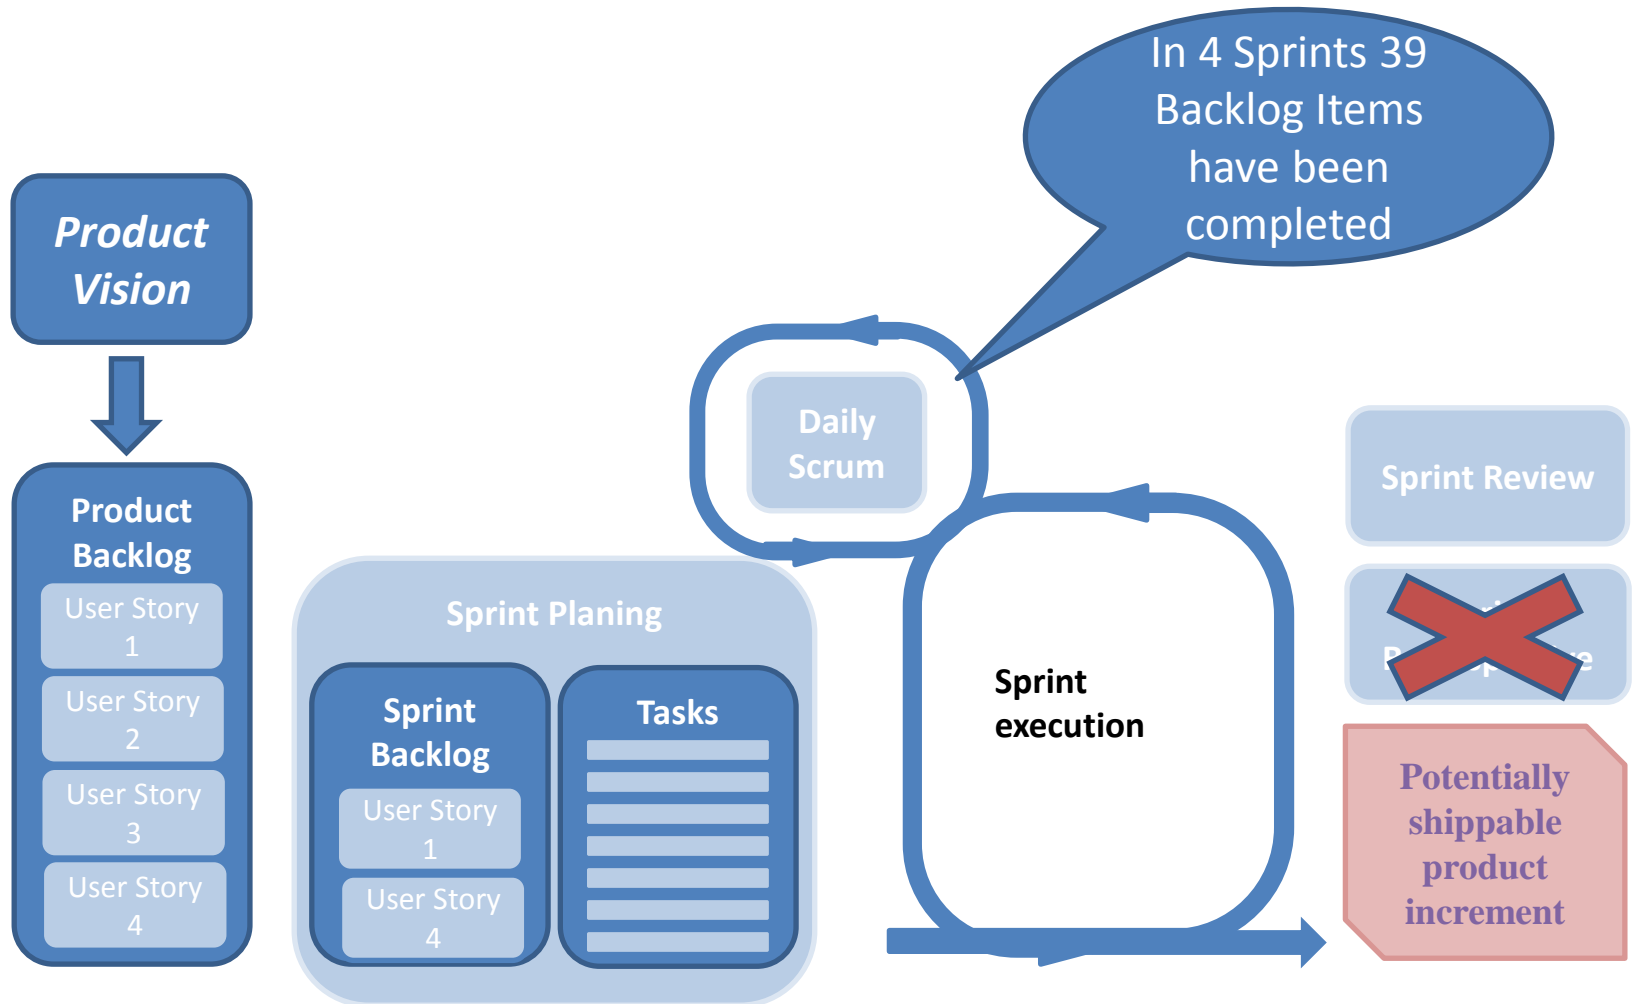 In 4 Sprints 39
Backlog Items
have been
completed
Product
Vision
Daily
Scrum
Sprint Review
Product
Backlog
User Story
1
User Story
2
User Story
3
User Story
4
Sprint Planing
Sprint
Backlog
User Story
1
User Story
4
Tasks
Sprint
execution
Potentially
shippable
product
increment